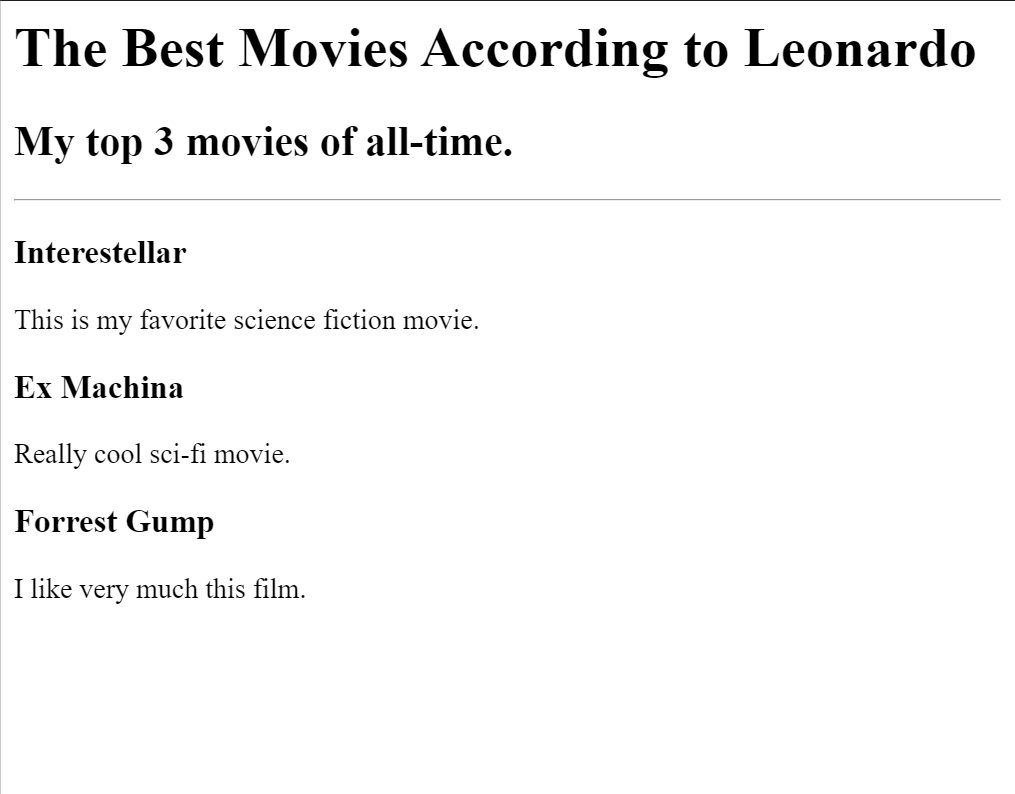 The Best Movies According to Leonardo
My top 3 movies of all-time.
Interestellar
This is my favorite science fiction movie.
Ex Machina
Really cool sci-fi movie.
Forrest Gump
I like very much this film.